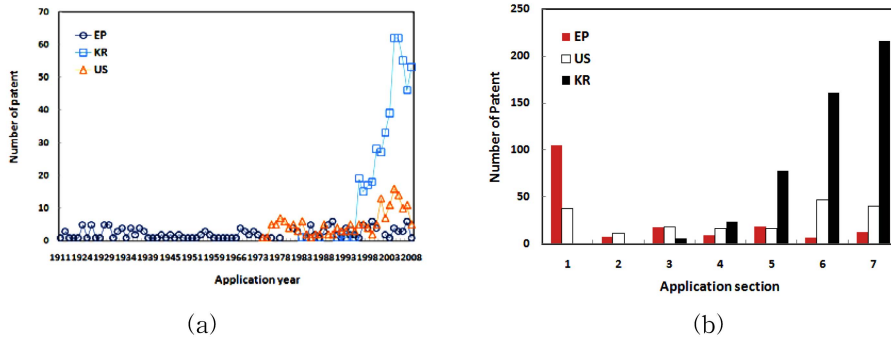 70
60
50
40
30
20
10
0
Number of patent
EP
KR
US
1911 1918 1924 1929 1934 1939 1945 1951 1959 1966 1973 1978 1983 1988 1993 1998 2003 2008
Application year
(a)
250
200
150
100
50
0
Number of Patent
EP
US
KR
1 2 3 4 5 6 7
Application section
(b)